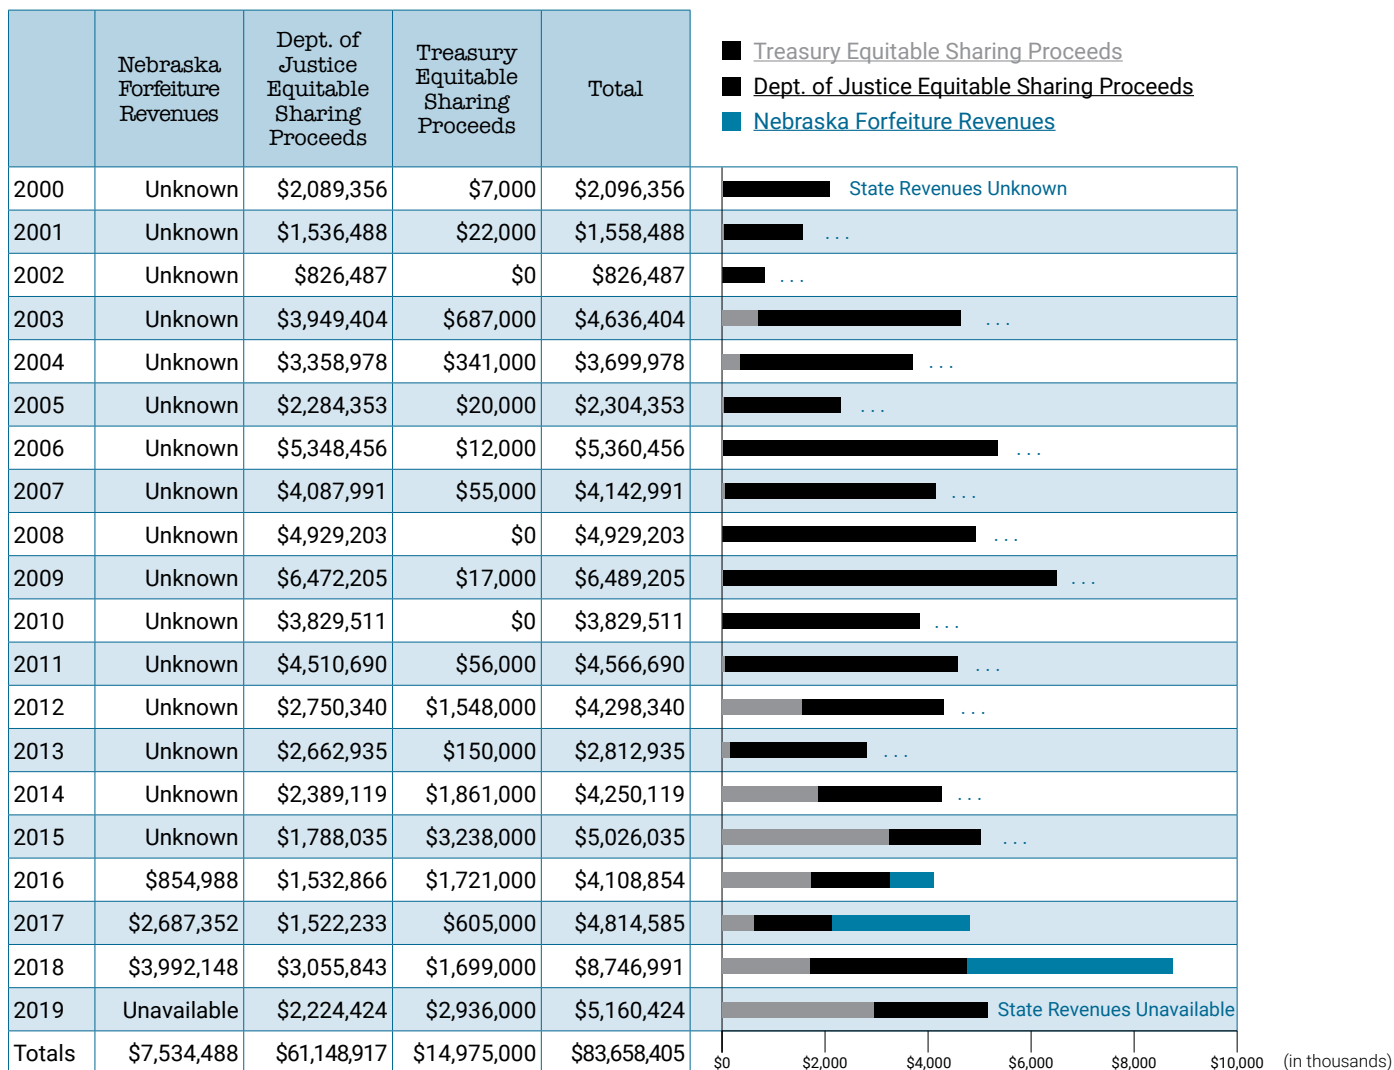 Nebraska
Forfeiture
Revenues
Dept. of
Justice
Equitable
Sharing
Proceeds
Treasury
Equitable
Sharing
Proceeds
Total
Treasury Equitable Sharing Proceeds
Dept. of Justice Equitable Sharing Proceeds
Nebraska Forfeiture Revenues
2000 Unknown $2,089,356 $7,000 $2,096,356 State Revenues Unknown
2001 Unknown $1,536,488 $22,000 $1,558,488 ...
2002 Unknown $826,487 $0 $826,487 ...
2003 Unknown $3,949,404 $687,000 $4,636,404 ...
2004 Unknown $3,358,978 $341,000 $3,699,978 ...
2005 Unknown $2,284,353 $20,000 $2,304,353 ...
2006 Unknown $5,348,456 $12,000 $5,360,456 ...
2007 Unknown $4,087,991 $55,000 $4,142,991 ...
2008 Unknown $4,929,203 $0 $4,929,203 ...
2009 Unknown $6,472,205 $17,000 $6,489,205 ...
2010 Unknown $3,829,511 $0 $3,829,511 ...
2011 Unknown $4,510,690 $56,000 $4,566,690 ...
2012 Unknown $2,750,340 $1,548,000 $4,298,340 ...
2013 Unknown $2,662,935 $150,000 $2,812,935 ...
2014 Unknown $2,389,119 $1,861,000 $4,250,119 ...
2015 Unknown $1,788,035 $3,238,000 $5,026,035 ...
2016 $854,988 $1,532,866 $1,721,000 $4,108,854
2017 $2,687,352 $1,522,233 $605,000 $4,814,585
2018 $3,992,148 $3,055,843 $1,699,000 $8,746,991
2019 Unavailable $2,224,424 $2,936,000 $5,160,424 State Revenues Unavailable
Totals $7,534,488 $61,148,917 $14,975,000 $83,658,405
$0 $2,000 $4,000 $6,000 $8,000 $10,000 (in thousands)